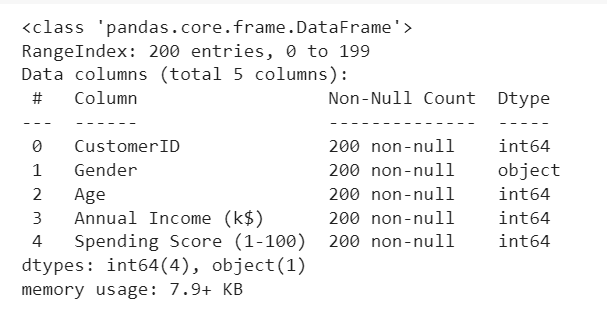 <class 'pandas.core.frame.DataFrame'>
RangeIndex: 200 entries, 0 to 199
Data columns (total 5 columns):
 #   Column                  Non-Null Count  Dtype
---  ------                  --------------  -----
 0   CustomerID              200 non-null    int64
 1   Gender                  200 non-null    object
 2   Age                     200 non-null    int64
 3   Annual Income (k$)      200 non-null    int64
 4   Spending Score (1-100)  200 non-null    int64
dtypes: int64(4), object(1)
memory usage: 7.9+ KB